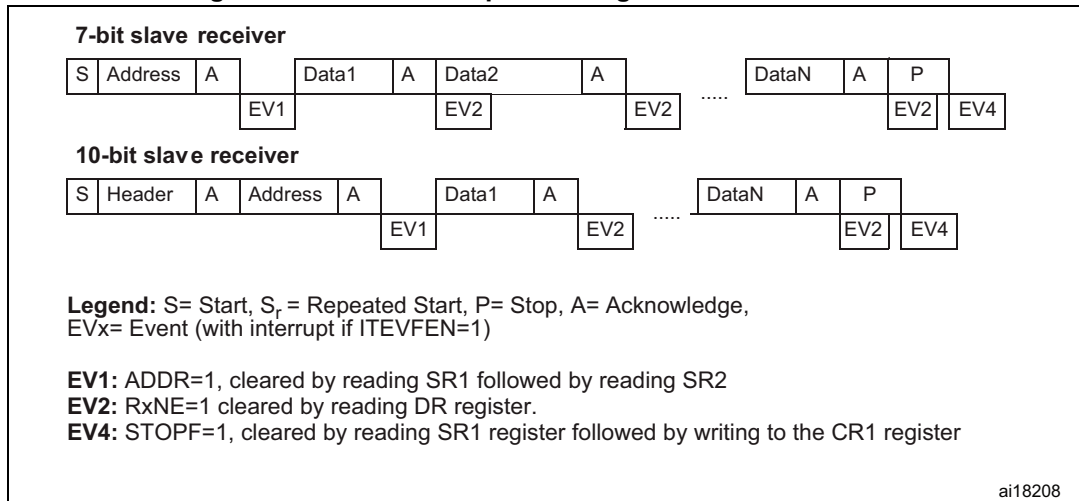 7-bit slave receiver
S Address A Data1 A Data2 A ..... DataN A P
EV1 EV2 EV2 EV2 EV4
10-bit slave receiver
S Header A Address A Data1 A ..... DataN A P
EV1 EV2 EV2 EV4
Legend: S= Start, Sr = Repeated Start, P= Stop, A= Acknowledge,
EVx= Event (with interrupt if ITEVFEN=1)
EV1: ADDR=1, cleared by reading SR1 followed by reading SR2
EV2: RxNE=1 cleared by reading DR register.
EV4: STOPF=1, cleared by reading SR1 register followed by writing to the CR1 register
ai18208